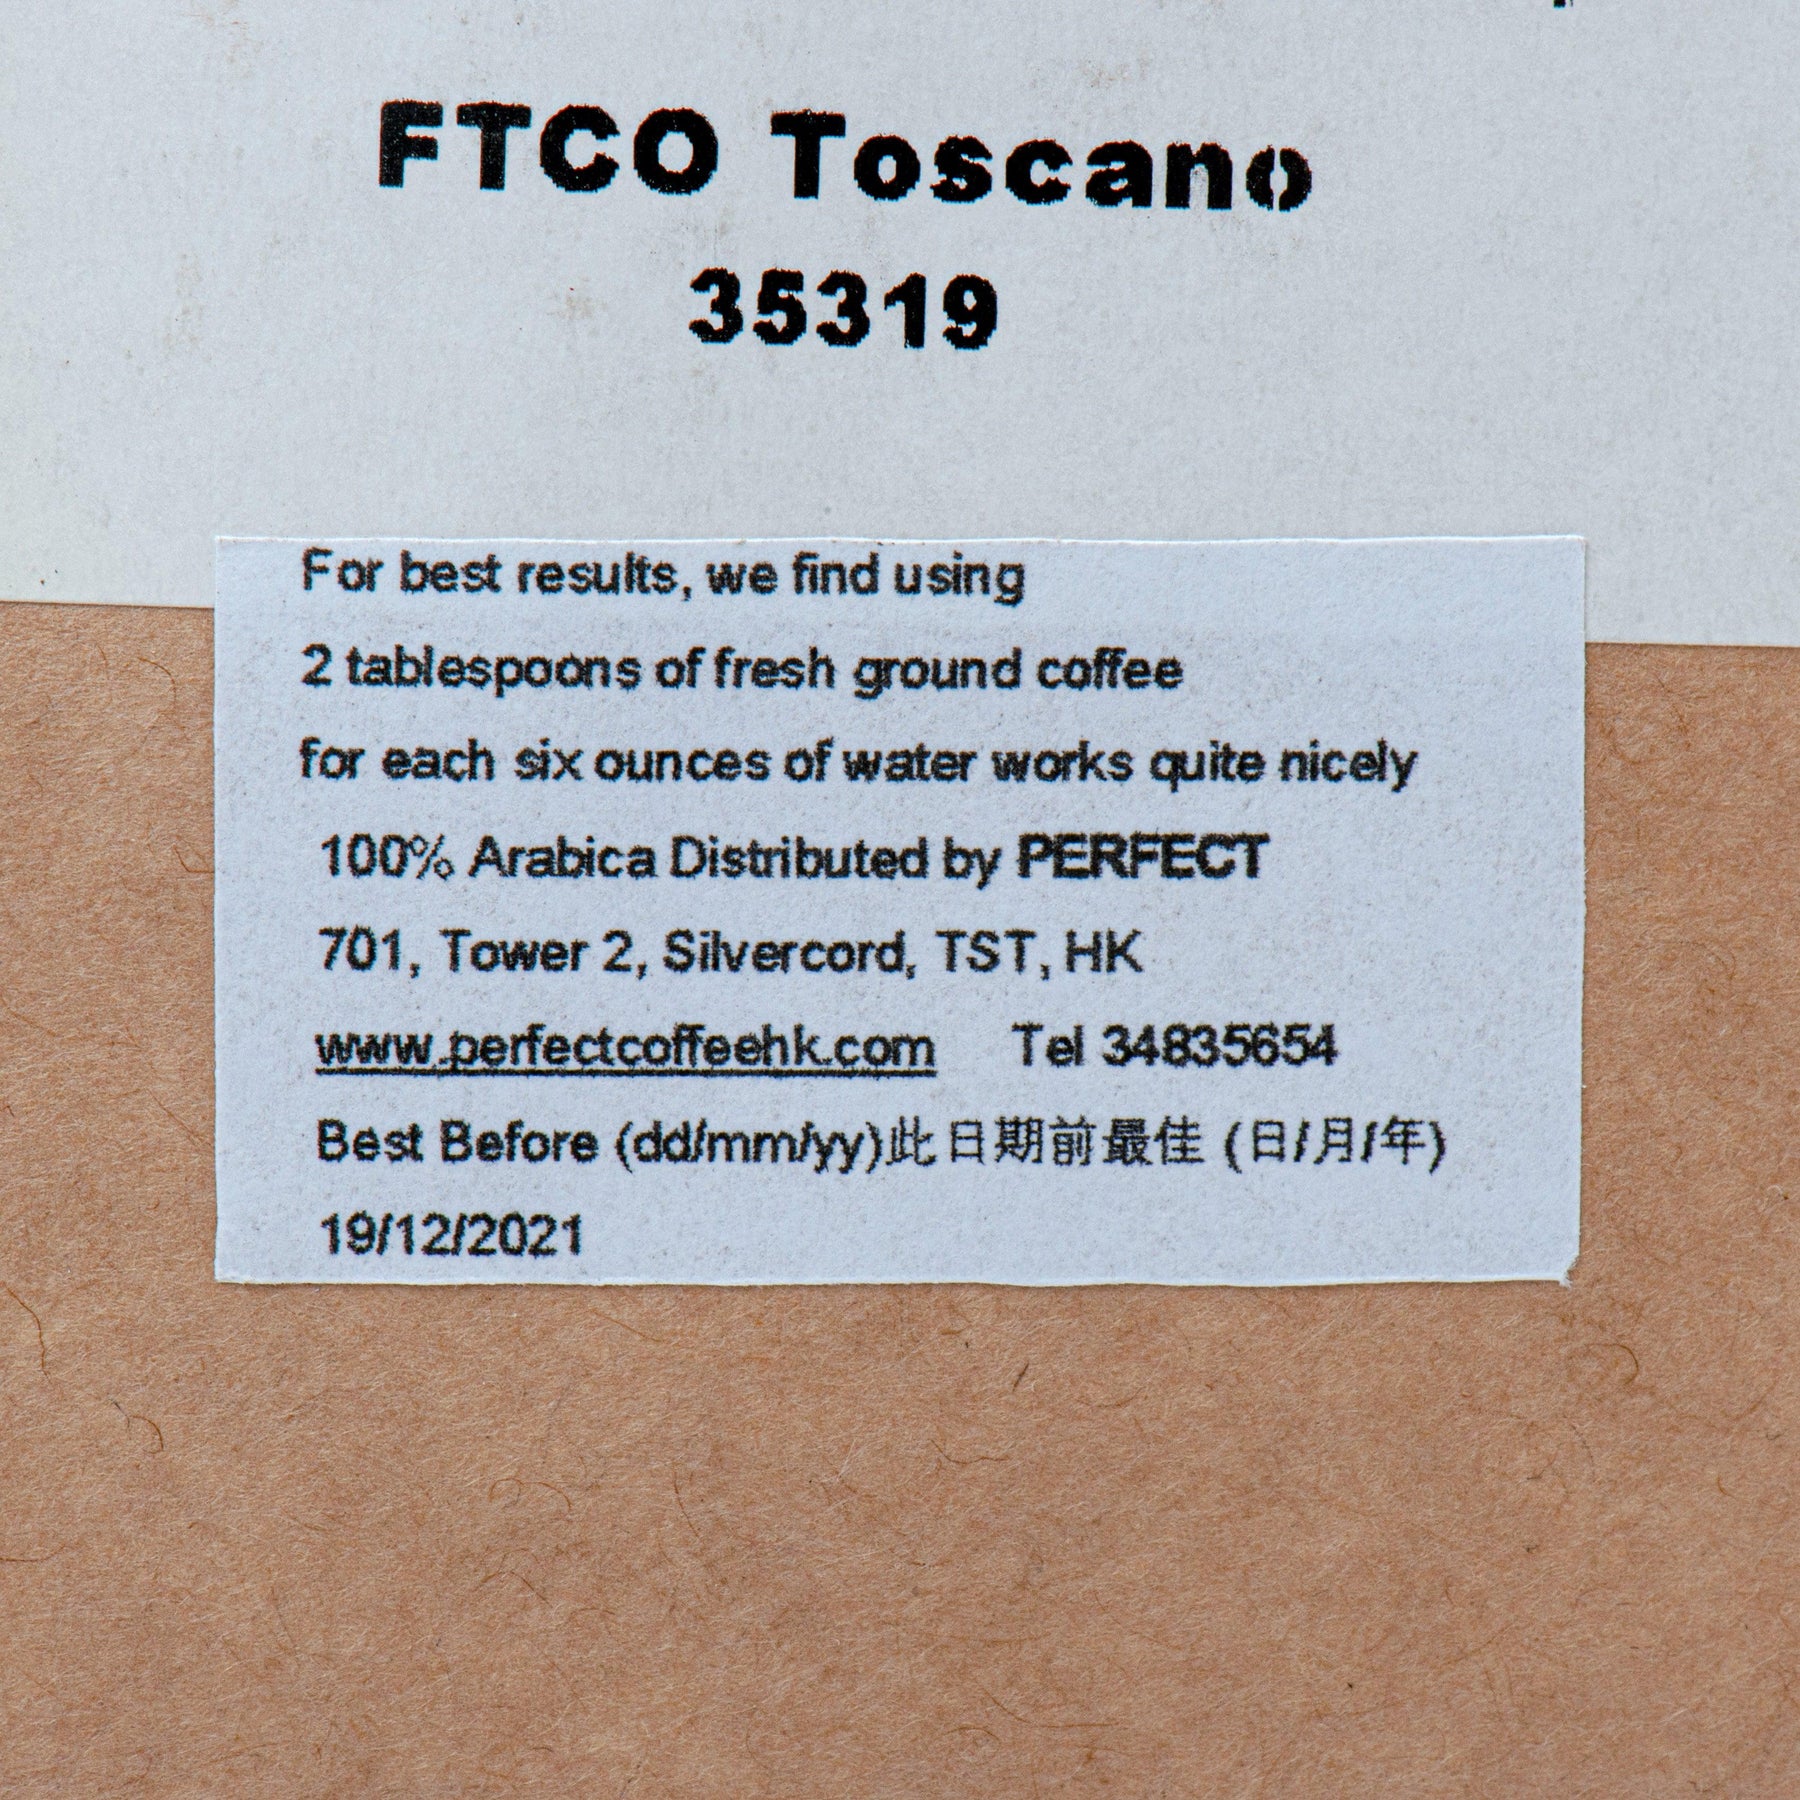 FTCO Toscano
35319
For best results, we find using
2 tablespoons of fresh ground coffee
for each six ounces of water works quite nicely
100% Arabica Distributed by PERFECT
701, Tower 2, Silvercord, TST, HK
www.perfectcoffeehk.com Tel 34835654
Best Before (dd/mm/yy)此日期前最佳 (日/月/年)
19/12/2021